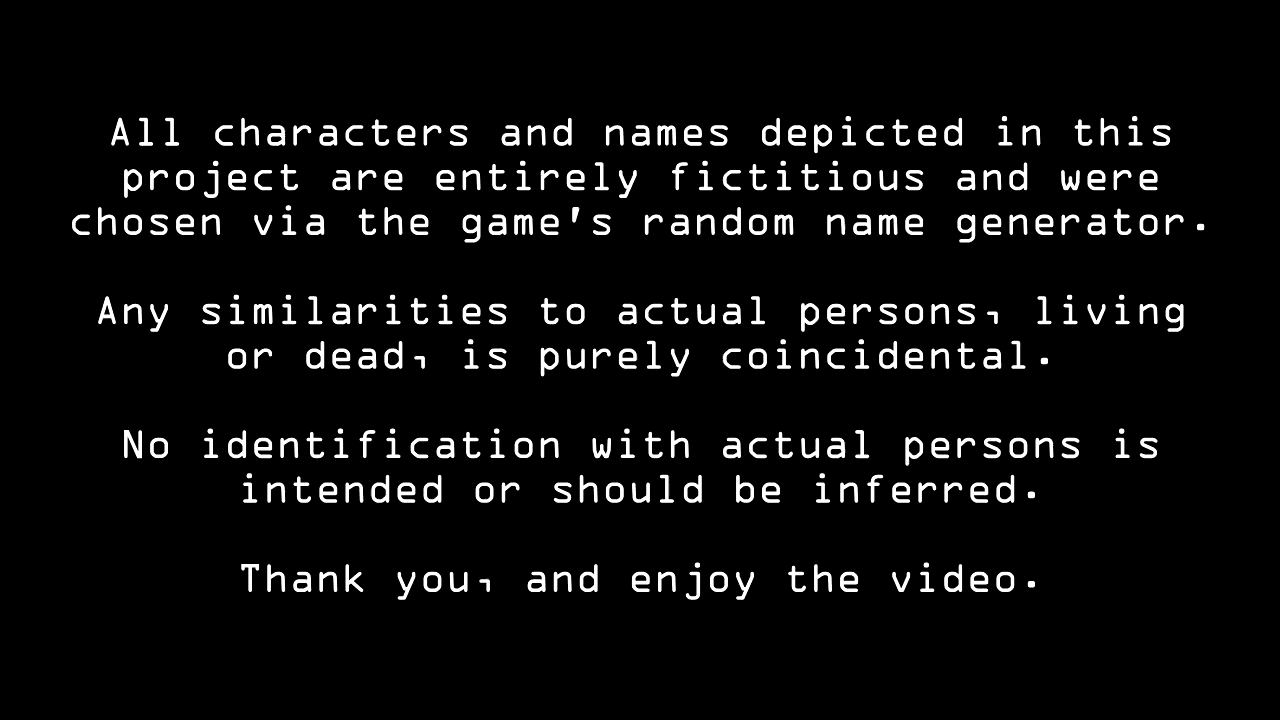 All characters and names depicted in this
project are entirely fictitious and were
chosen via the game's random name generator.
Any similarities to actual persons, living
or dead, is purely coincidental.
No identification with actual persons is
intended or should be inferred.
Thank you, and enjoy the video.